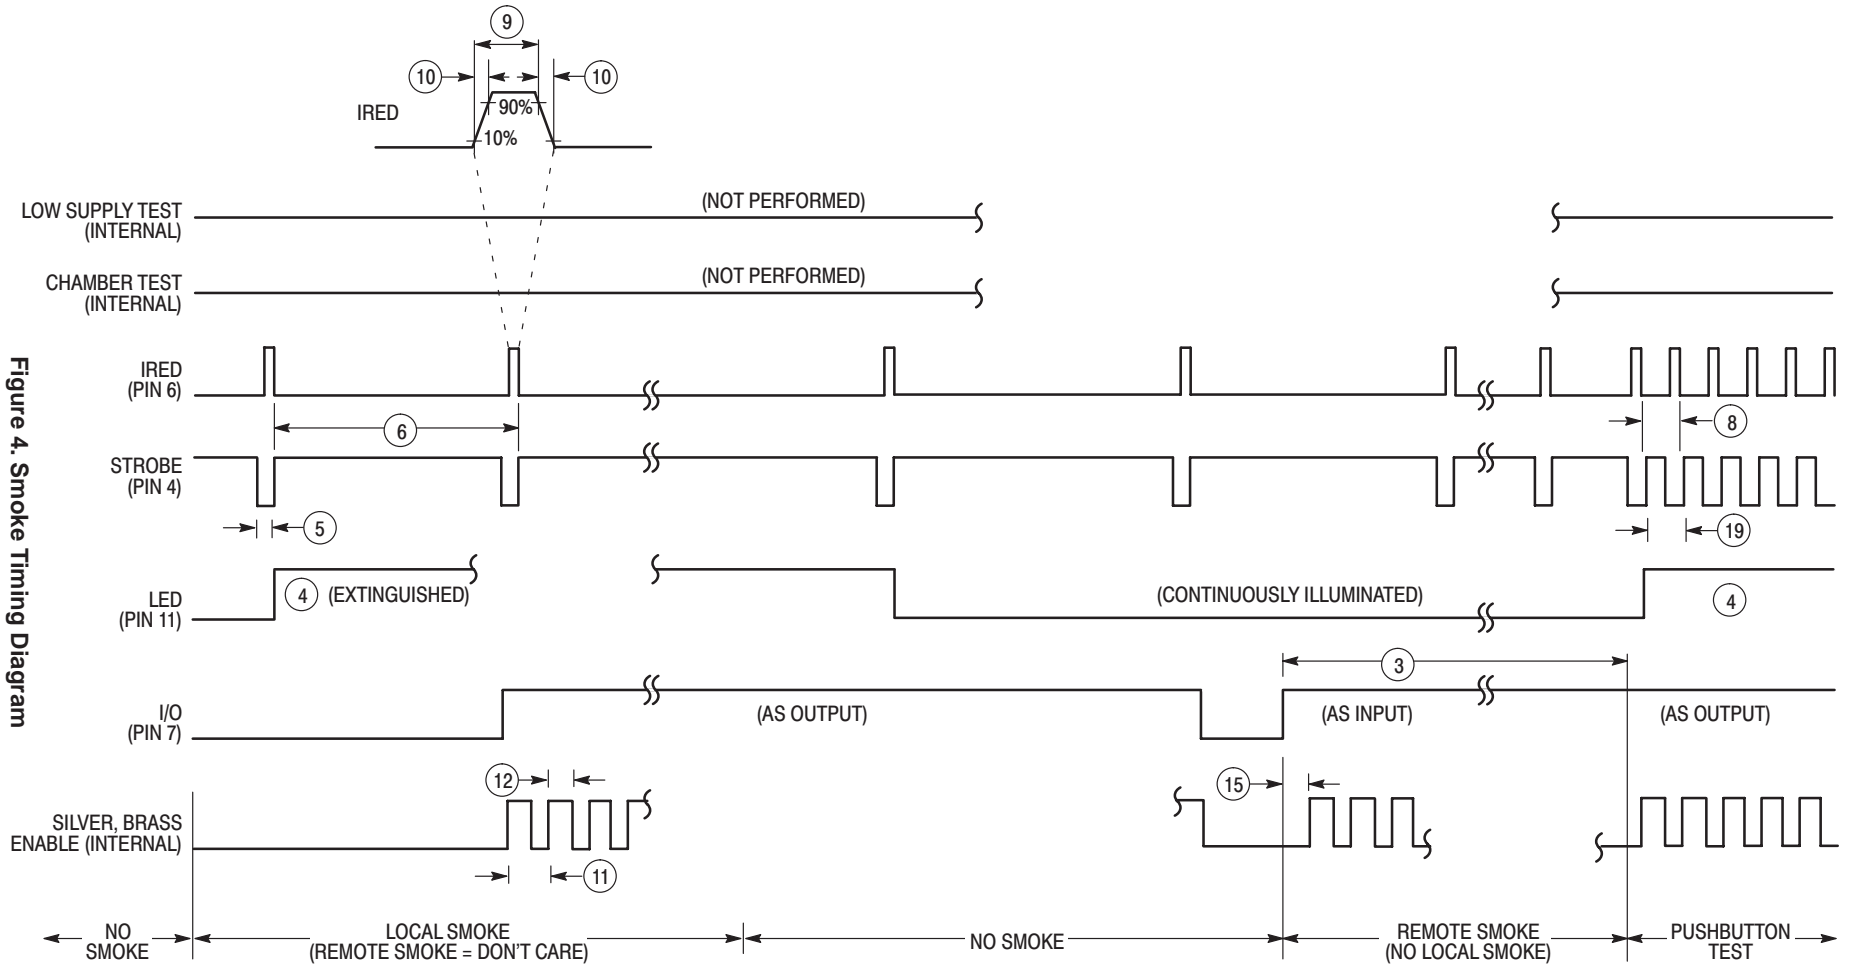 9
10
10
IRED
90%
10%
LOW SUPPLY TEST
(INTERNAL)
(NOT PERFORMED)
CHAMBER TEST
(INTERNAL)
(NOT PERFORMED)
IRED
(PIN 6)
6
8
STROBE
(PIN 4)
5
19
LED
(PIN 11)
4
(EXTINGUISHED)
(CONTINUOUSLY ILLUMINATED)
4
3
I/O
(PIN 7)
(AS OUTPUT)
(AS INPUT)
(AS OUTPUT)
12
15
SILVER, BRASS
ENABLE (INTERNAL)
11
NO
SMOKE
LOCAL SMOKE
(REMOTE SMOKE = DON'T CARE)
NO SMOKE
REMOTE SMOKE
(NO LOCAL SMOKE)
PUSHBUTTON
TEST
Figure 4. Smoke Timing Diagram